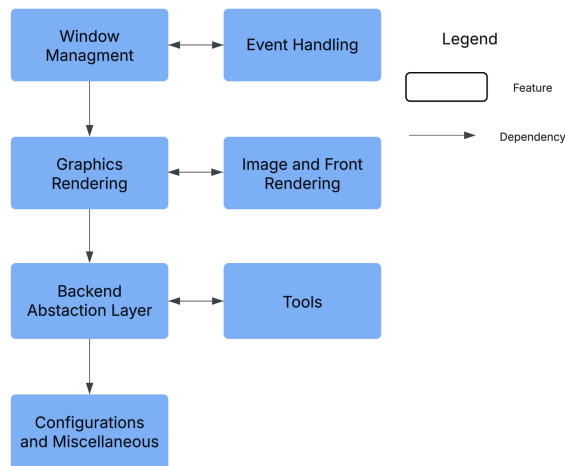 Window
Managment
Event Handling
Legend
Feature
Dependency
Graphics
Rendering
Image and Front
Rendering
Backend
Abstaction Layer
Tools
Configurations
and Miscellaneous